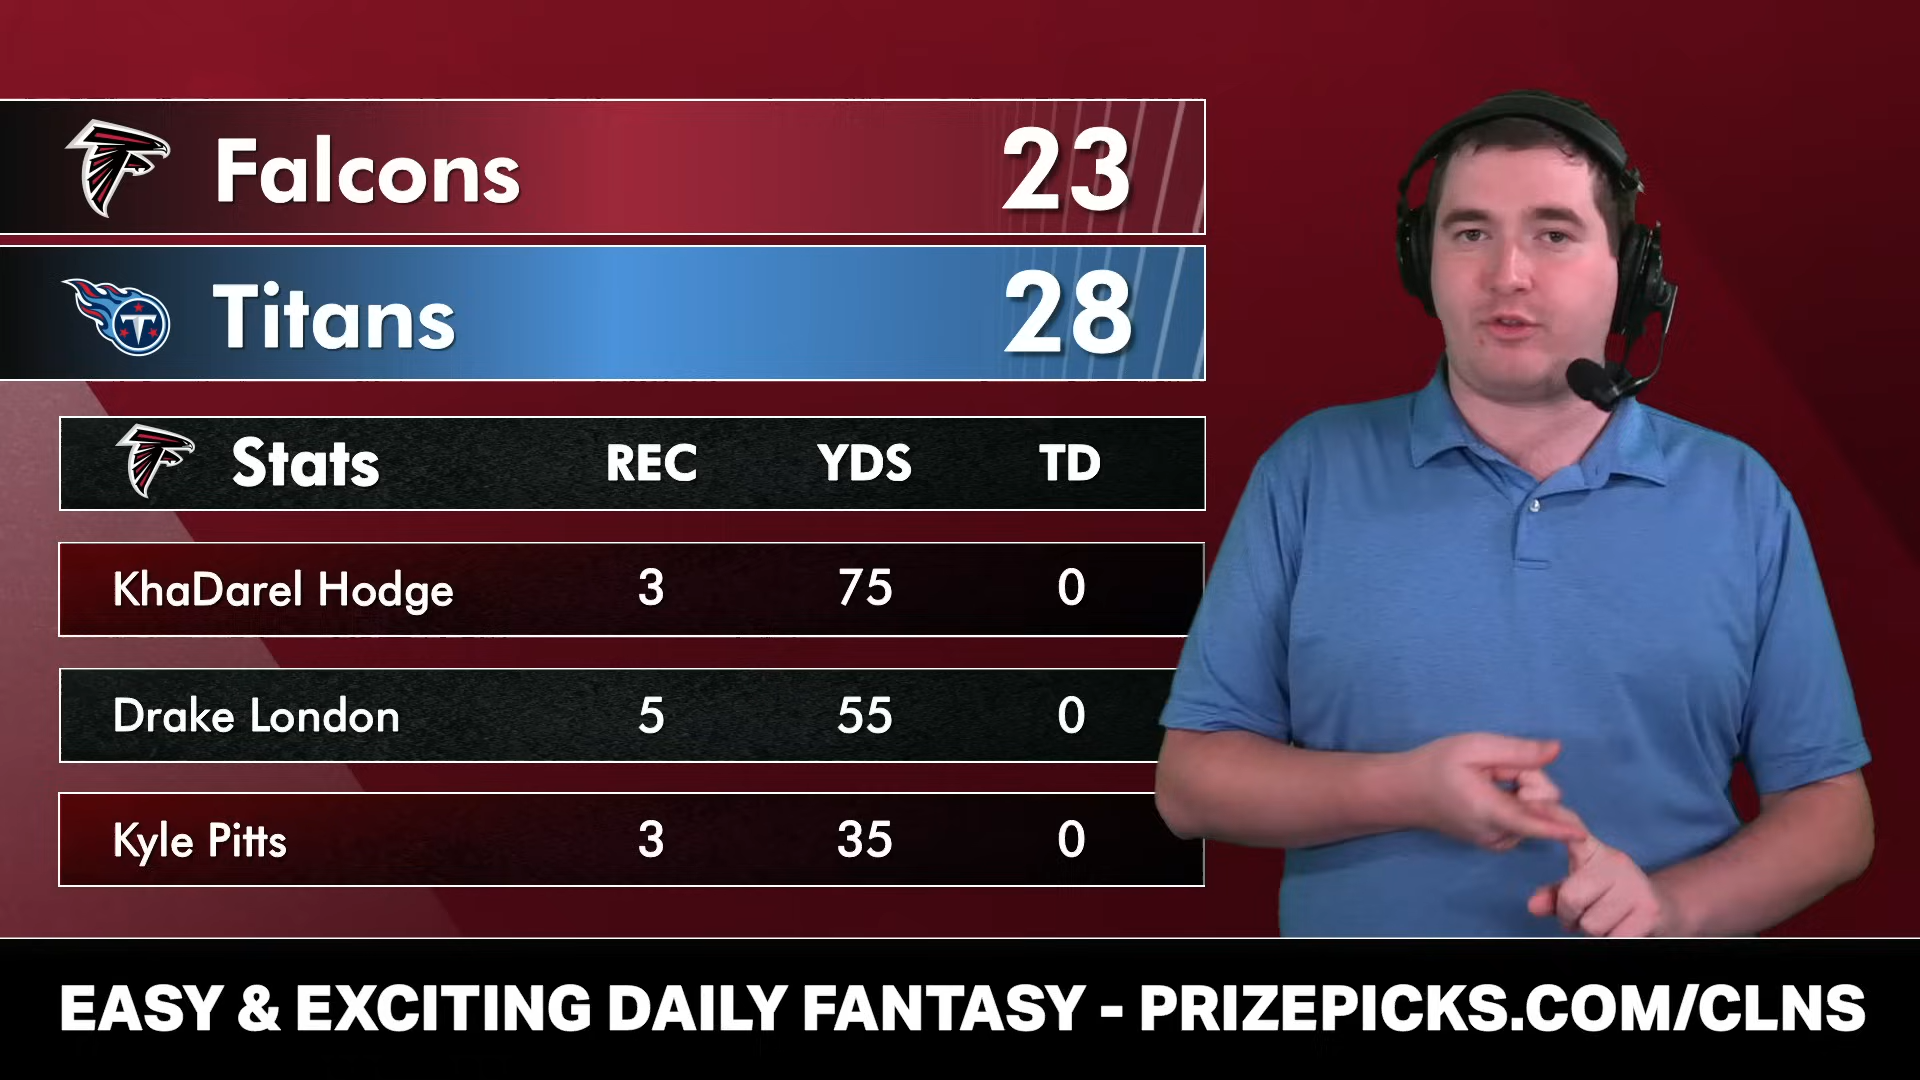 Falcons 23
Titans 28
Stats REC YDS TD
KhaDarel Hodge 3 75 0
Drake London 5 55 0
Kyle Pitts 3 35 0
EASY & EXCITING DAILY FANTASY - PRIZEPICKS.COM/CLNS